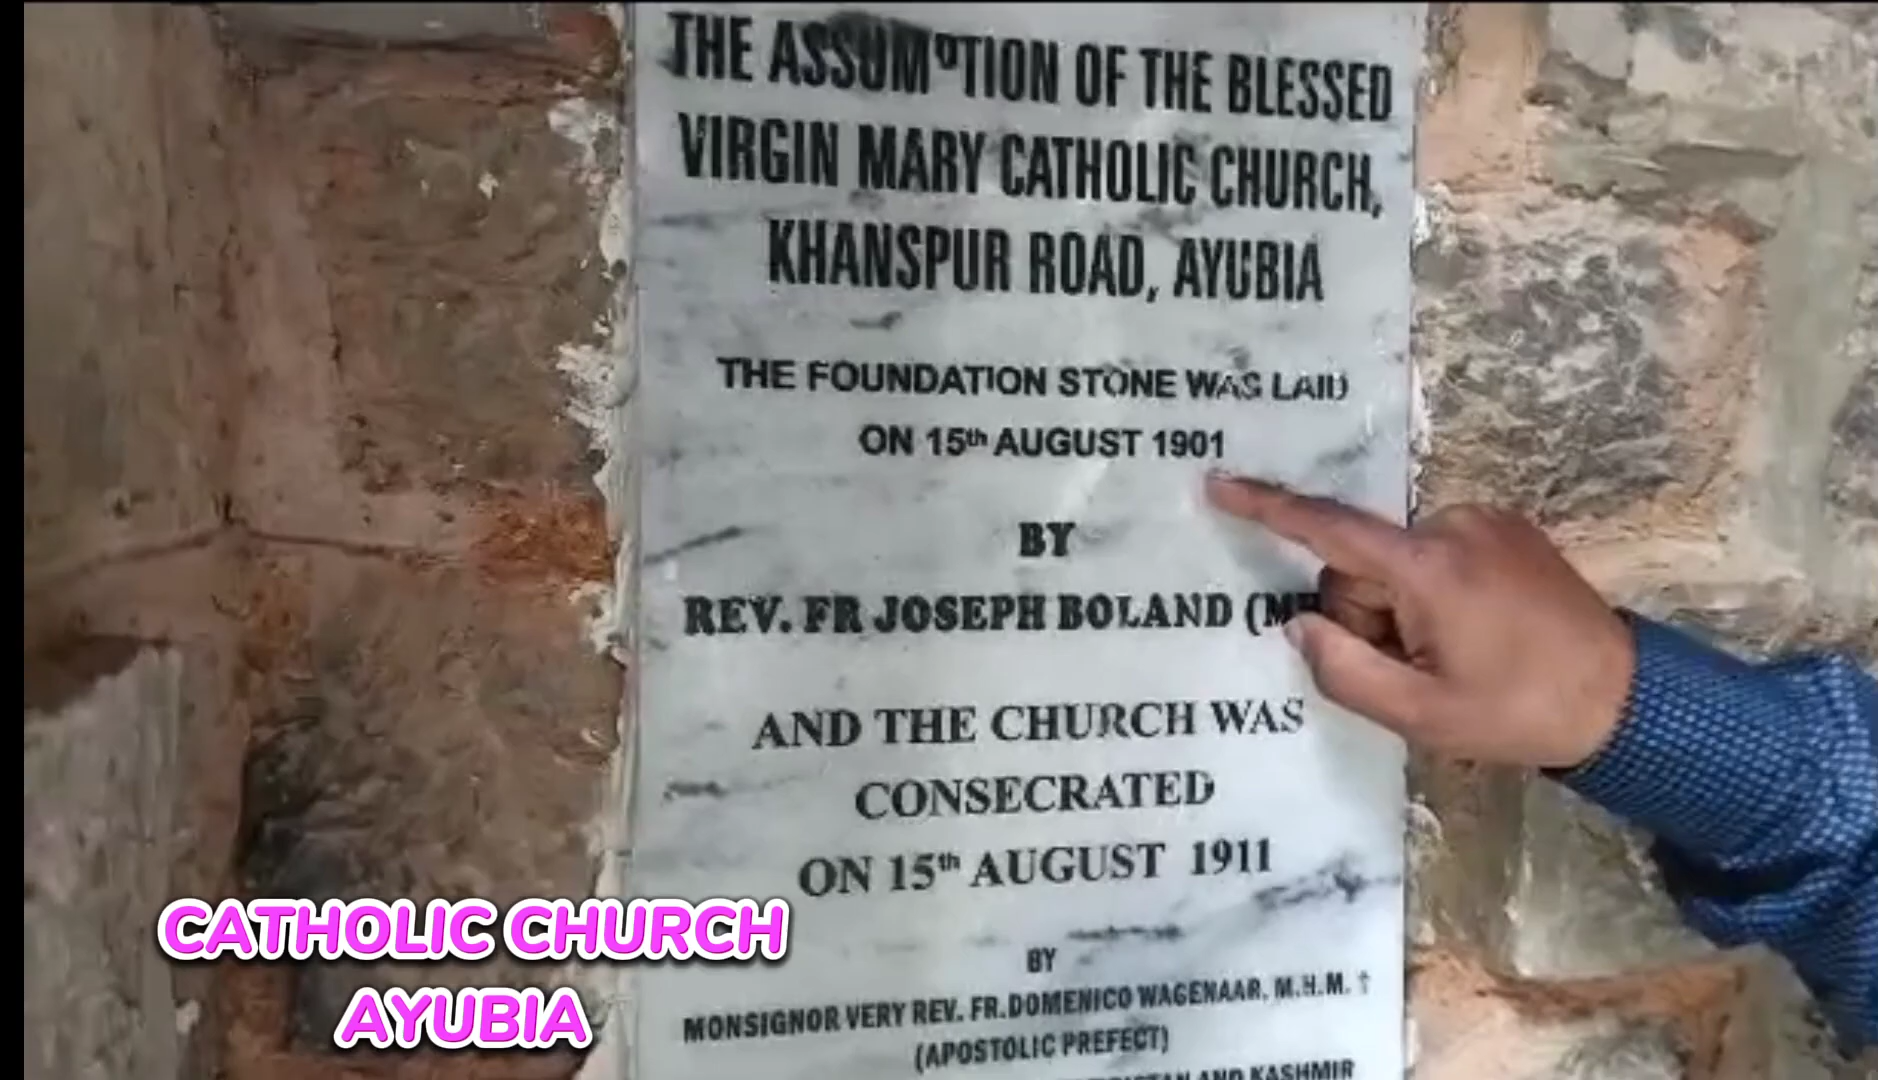 THE ASSUMPTION OF THE BLESSED
VIRGIN MARY CATHOLIC CHURCH,
KHANSPUR ROAD, AYUBIA
THE FOUNDATION STONE WAS LAID
ON 15th AUGUST 1901
BY
REV. FR JOSEPH BOLAND
AND THE CHURCH WAS
CONSECRATED
ON 15th AUGUST 1911
BY
MONSIGNOR VERY REV. FR. DOMENICO WAGENAAR, M.H.M. †
(APOSTOLIC PREFECT)
AND KASHMIR
CATHOLIC CHURCH
AYUBIA